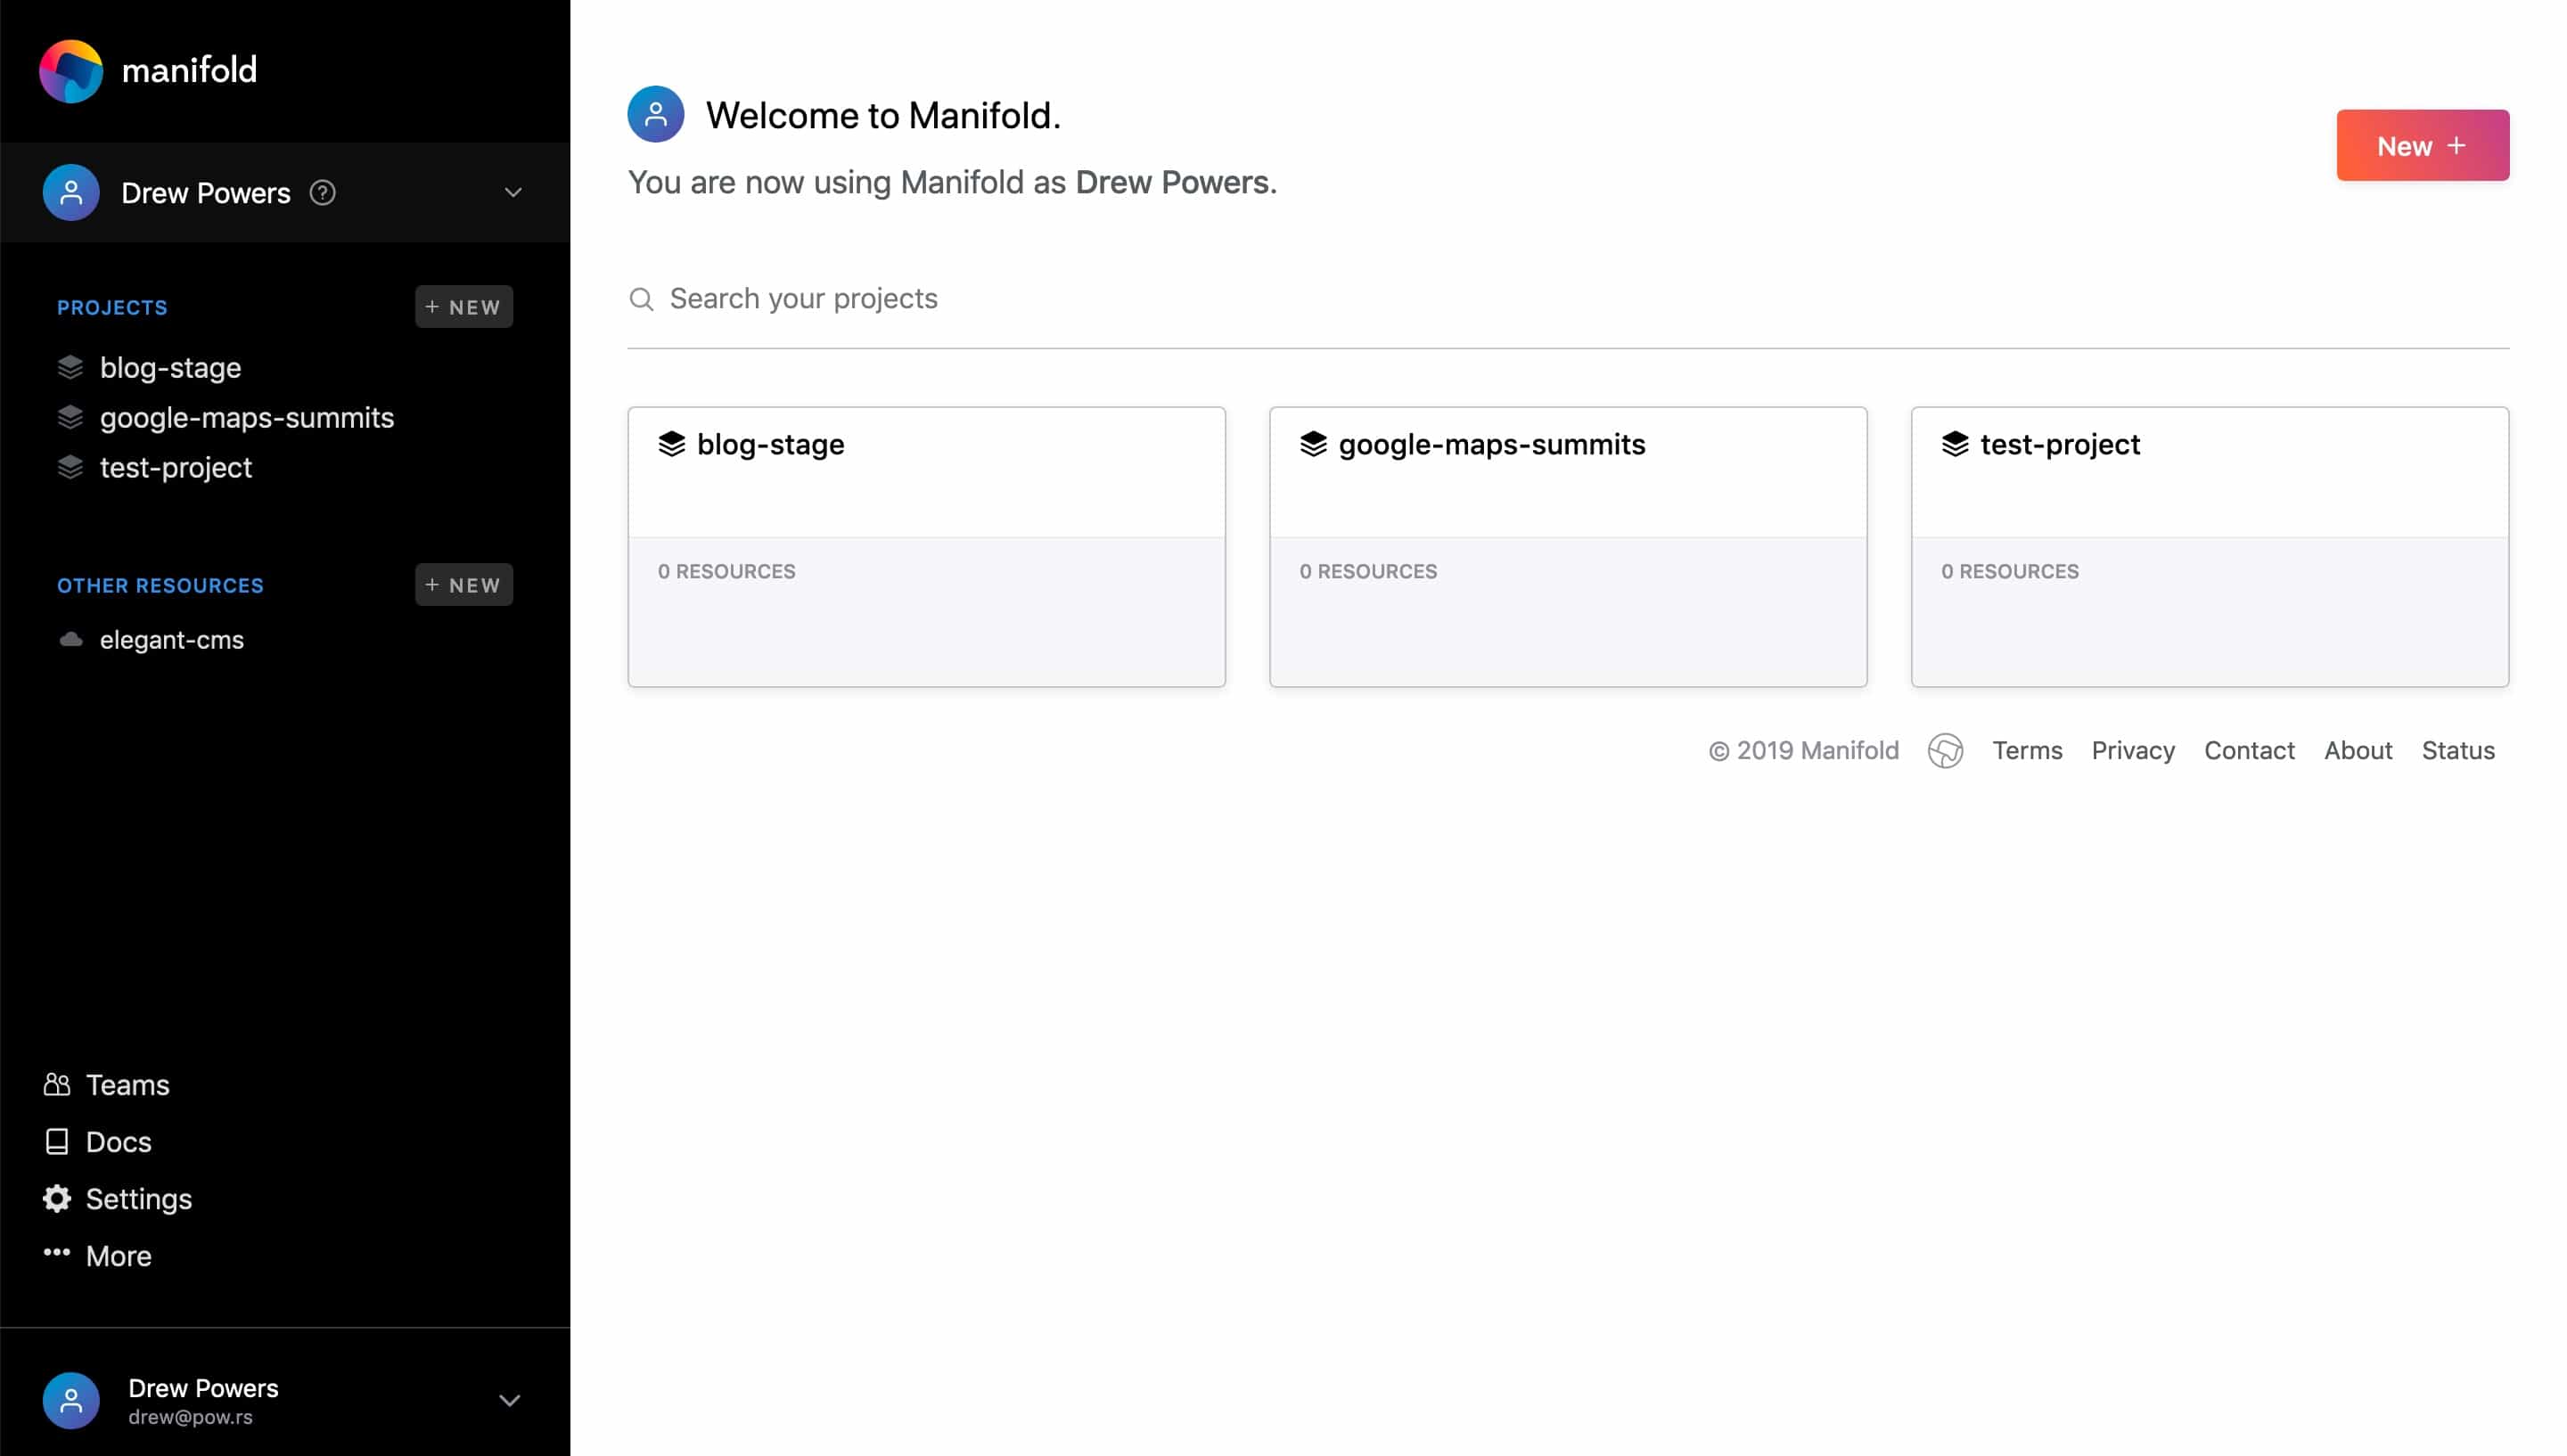 manifold
Drew Powers ?
PROJECTS
+ NEW
blog-stage
google-maps-summits
test-project
OTHER RESOURCES
+ NEW
elegant-cms
Teams
Docs
Settings
More
Drew Powers
drew@pow.rs
Welcome to Manifold.
You are now using Manifold as Drew Powers.
New +
Search your projects
blog-stage
0 RESOURCES
google-maps-summits
0 RESOURCES
test-project
0 RESOURCES
© 2019 Manifold Terms Privacy Contact About Status